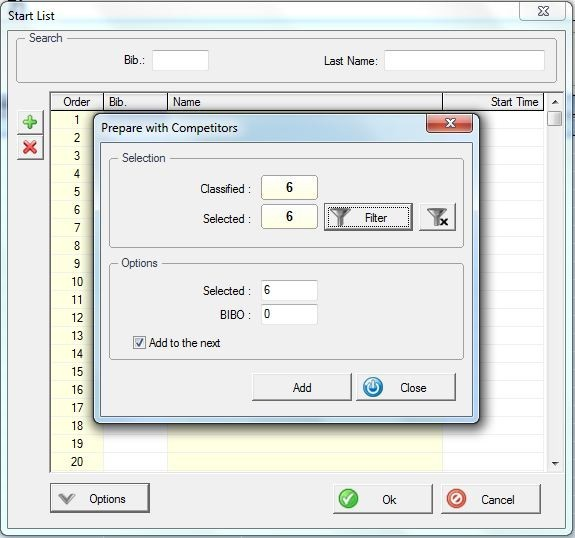 Start List
Search
Bib.:
Last Name:
Order Bib. Name Start Time
1
2
3
4
5
6
7
8
9
10
11
12
13
14
15
16
17
18
19
20
Prepare with Competitors
Selection
Classified : 6
Selected : 6 Filter
Options
Selected : 6
BIBO : 0
Add to the next
Add Close
Options Ok Cancel